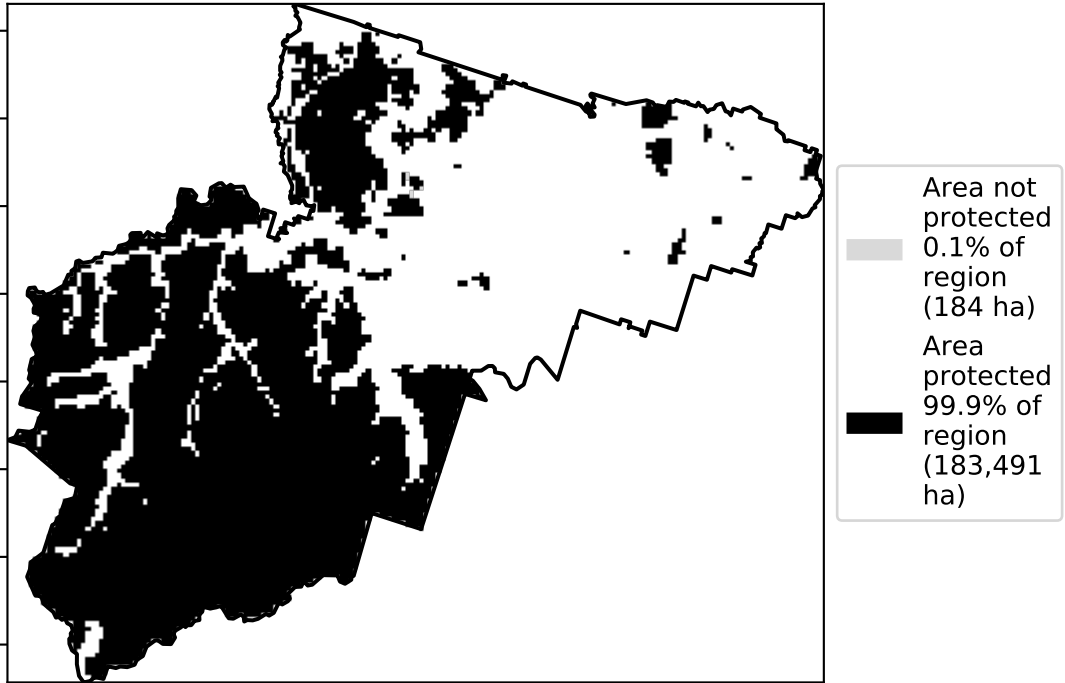 Area not
protected
0.1% of
region
(184 ha)
Area
protected
99.9% of
region
(183,491
ha)